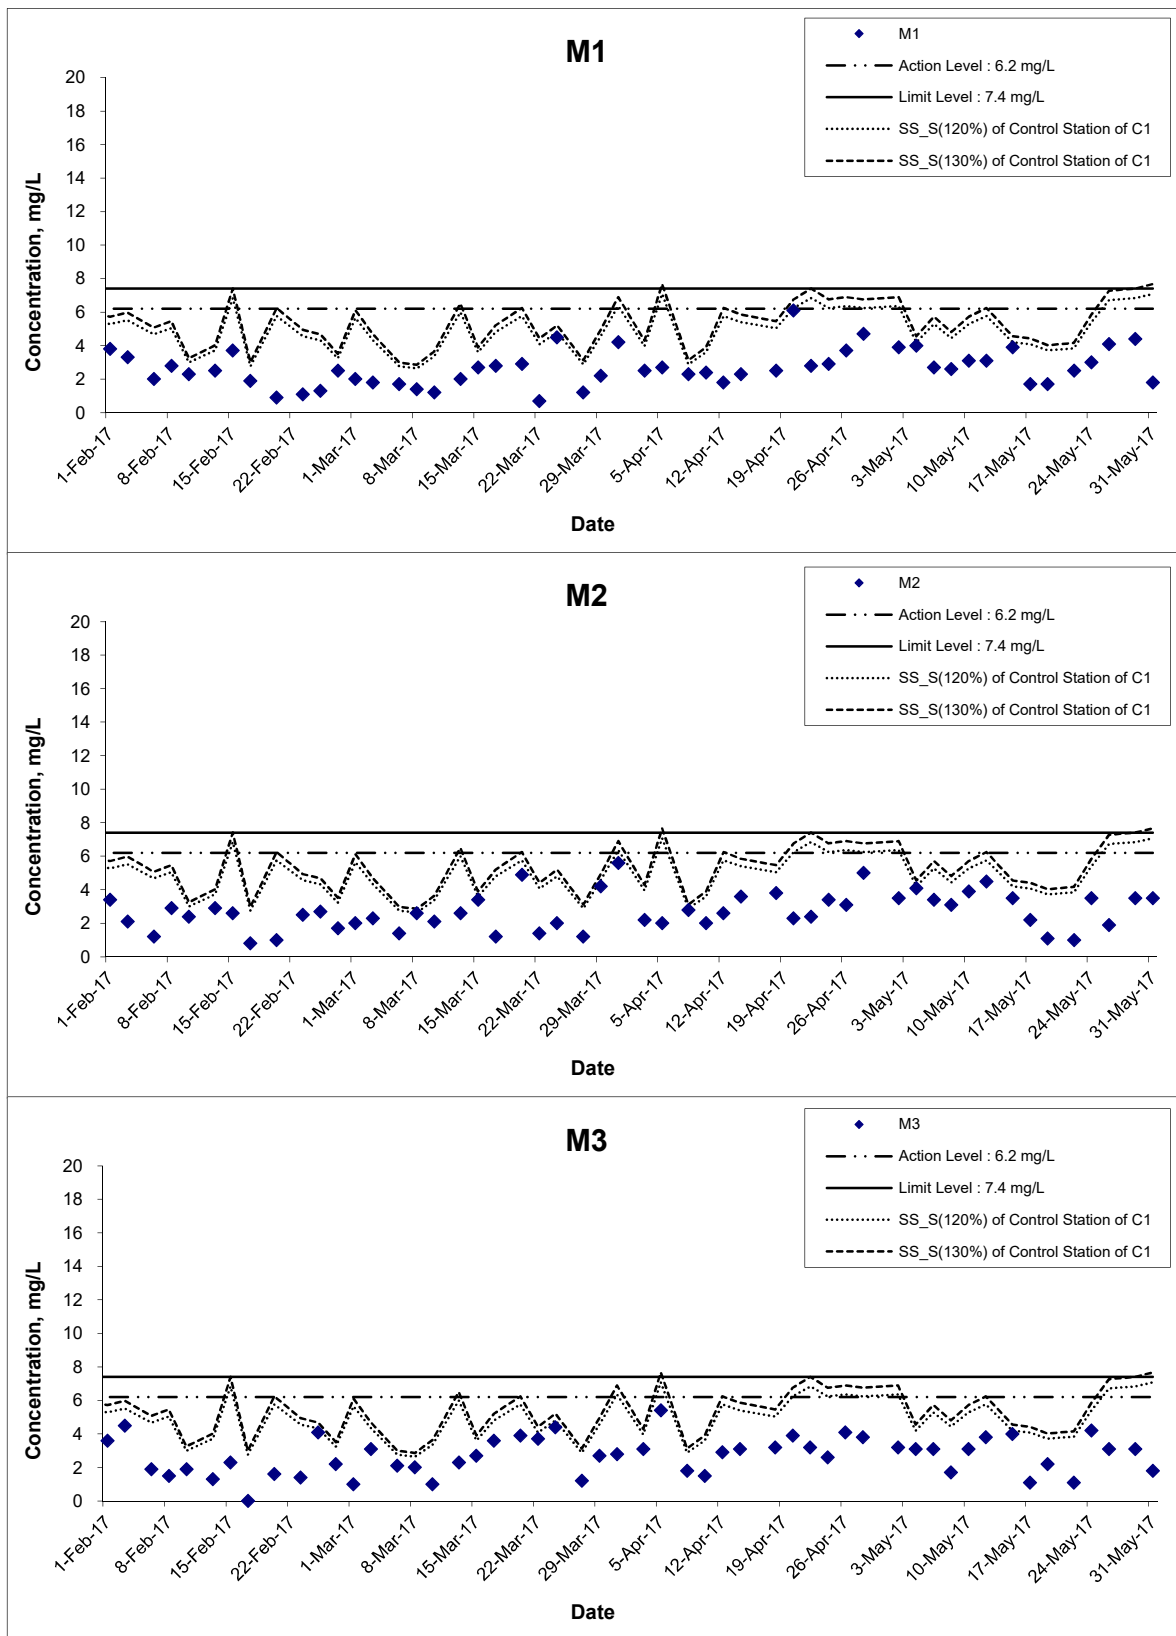 M1
M1
Action Level : 6.2 mg/L
Limit Level : 7.4 mg/L
SS_S(120%) of Control Station of C1
SS_S(130%) of Control Station of C1
Concentration, mg/L
20
18
16
14
12
10
8
6
4
2
0
1-Feb-17
8-Feb-17
15-Feb-17
22-Feb-17
1-Mar-17
8-Mar-17
15-Mar-17
22-Mar-17
29-Mar-17
5-Apr-17
12-Apr-17
19-Apr-17
26-Apr-17
3-May-17
10-May-17
17-May-17
24-May-17
31-May-17
Date
M2
M2
Action Level : 6.2 mg/L
Limit Level : 7.4 mg/L
SS_S(120%) of Control Station of C1
SS_S(130%) of Control Station of C1
Concentration, mg/L
20
18
16
14
12
10
8
6
4
2
0
1-Feb-17
8-Feb-17
15-Feb-17
22-Feb-17
1-Mar-17
8-Mar-17
15-Mar-17
22-Mar-17
29-Mar-17
5-Apr-17
12-Apr-17
19-Apr-17
26-Apr-17
3-May-17
10-May-17
17-May-17
24-May-17
31-May-17
Date
M3
M3
Action Level : 6.2 mg/L
Limit Level : 7.4 mg/L
SS_S(120%) of Control Station of C1
SS_S(130%) of Control Station of C1
Concentration, mg/L
20
18
16
14
12
10
8
6
4
2
0
1-Feb-17
8-Feb-17
15-Feb-17
22-Feb-17
1-Mar-17
8-Mar-17
15-Mar-17
22-Mar-17
29-Mar-17
5-Apr-17
12-Apr-17
19-Apr-17
26-Apr-17
3-May-17
10-May-17
17-May-17
24-May-17
31-May-17
Date